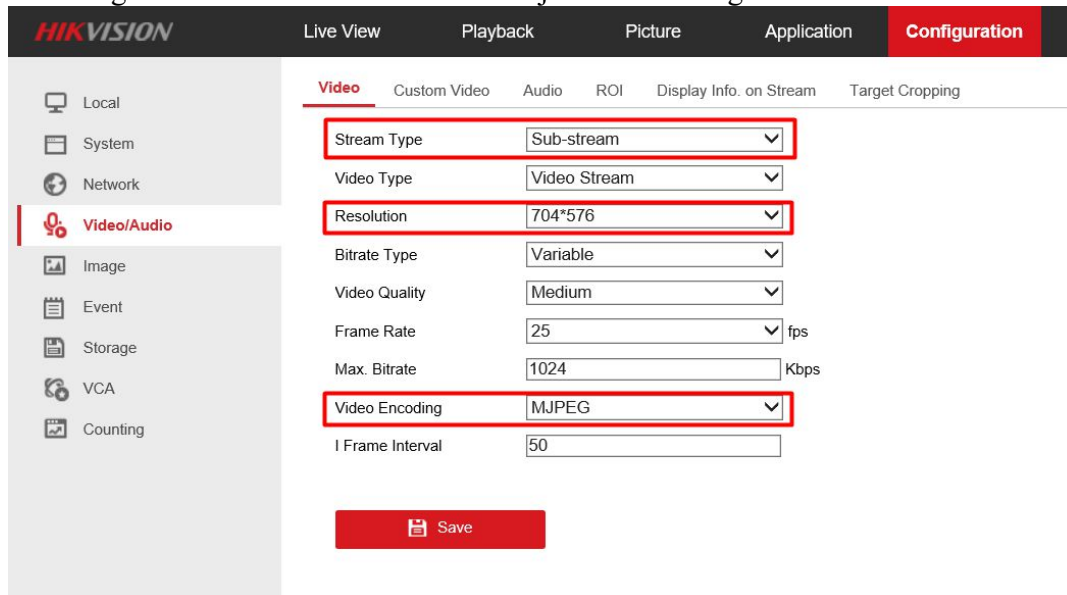 HIKVISION Live View Playback Picture Application Configuration
Local
System
Network
Video/Audio
Image
Event
Storage
VCA
Counting
Video Custom Video Audio ROI Display Info. on Stream Target Cropping
Stream Type Sub-stream
Video Type Video Stream
Resolution 704*576
Bitrate Type Variable
Video Quality Medium
Frame Rate 25 fps
Max. Bitrate 1024 Kbps
Video Encoding MJPEG
I Frame Interval 50
Save